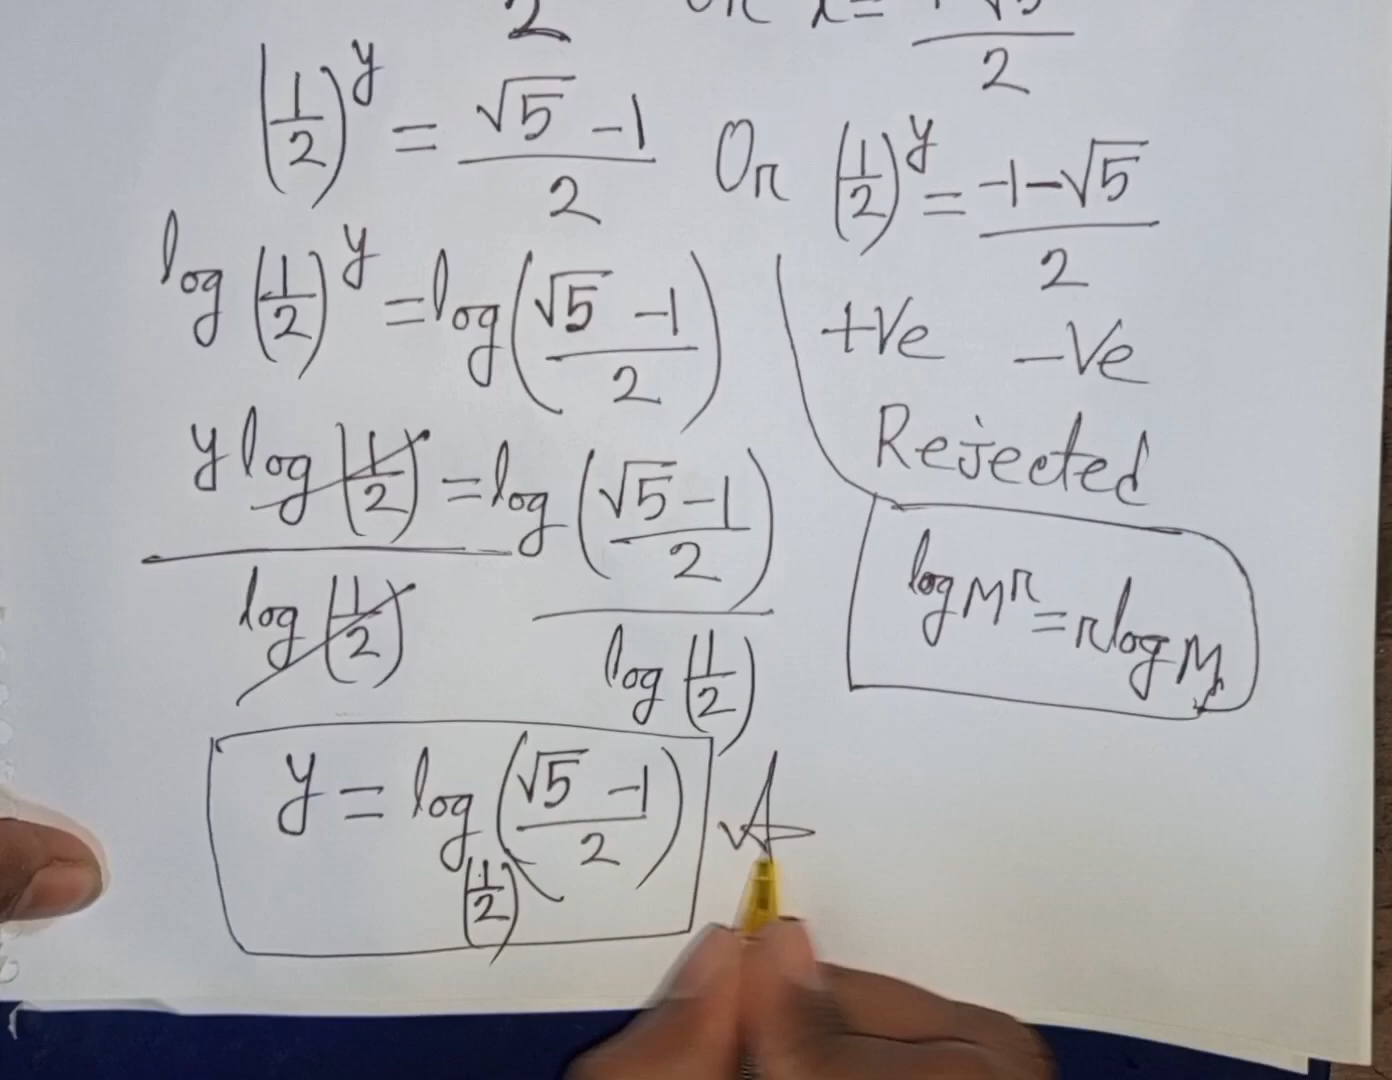 2
(1/2)^y = (√5 - 1)/2 Or (1/2)^y = (-1-√5)/2
log (1/2)^y = log ((√5 - 1)/2)
+ve -ve
y log (1/2) = log ((√5-1)/2)
Rejected
log (1/2) log (1/2)
log M^r = r log M
y = log_(1/2) ((√5 - 1)/2)